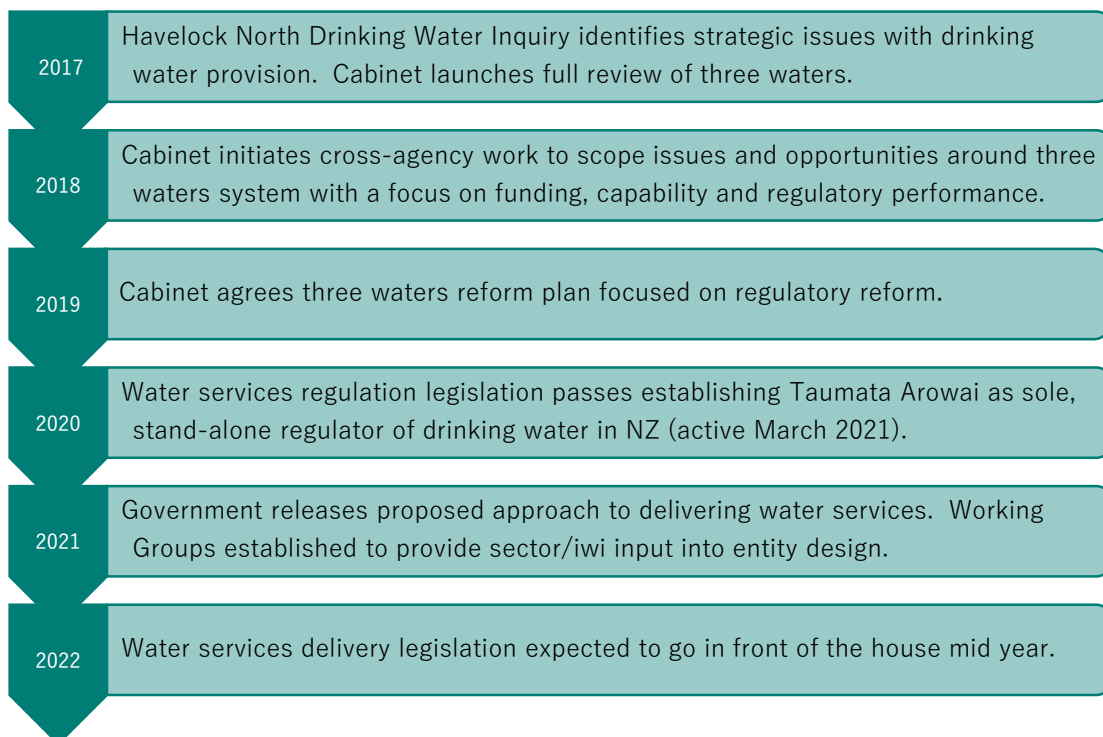 2017
Havelock North Drinking Water Inquiry identifies strategic issues with drinking
water provision.  Cabinet launches full review of three waters.
2018
Cabinet initiates cross-agency work to scope issues and opportunities around three
waters system with a focus on funding, capability and regulatory performance.
2019
Cabinet agrees three waters reform plan focused on regulatory reform.
2020
Water services regulation legislation passes establishing Taumata Arowai as sole,
stand-alone regulator of drinking water in NZ (active March 2021).
2021
Government releases proposed approach to delivering water services.  Working
Groups established to provide sector/iwi input into entity design.
2022
Water services delivery legislation expected to go in front of the house mid year.